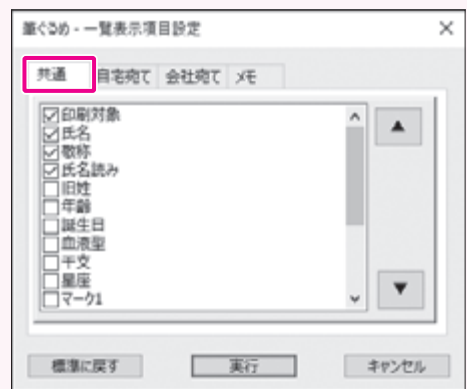 筆ぐるめ - 一覧表示項目設定
共通 自宅宛て 会社宛て メモ
印刷対象
氏名
敬称
氏名読み
旧姓
年齢
誕生日
血液型
干支
星座
マーク1
標準に戻す 実行 キャンセル